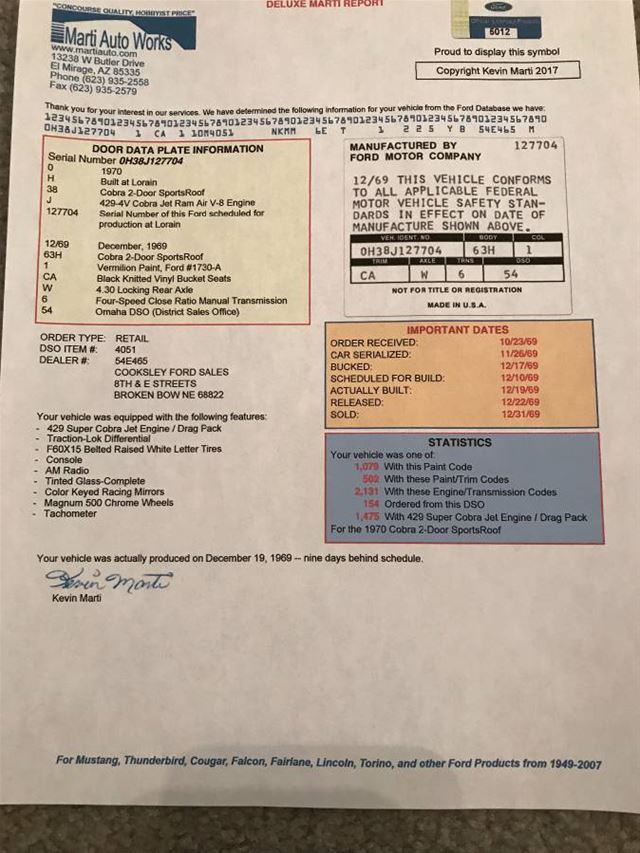 DELUXE MARTI REPORT
"CONCOURSE QUALITY, HOBBYIST PRICE"
Marti Auto Works
www.martiauto.com
13238 W Butler Drive
El Mirage, AZ 85335
Phone (623) 935-2558
Fax (623) 935-2579
Ford
Official Licensed Product
5012
Proud to display this symbol
Copyright Kevin Marti 2017
Thank you for your interest in our services. We have determined the following information for your vehicle from the Ford Database we have:
12345678901234567890123456789012345678901234567890123456789012345678901234567890
0H38J127704 1 CA 1 10M4051 NKMM 6E T 1 2 2 5 Y B 54E465 M
DOOR DATA PLATE INFORMATION
Serial Number 0H38J127704
0 1970
H Built at Lorain
38 Cobra 2-Door SportsRoof
J 429-4V Cobra Jet Ram Air V-8 Engine
127704 Serial Number of this Ford scheduled for
production at Lorain
12/69 December, 1969
63H Cobra 2-Door SportsRoof
1 Vermilion Paint, Ford #1730-A
CA Black Knitted Vinyl Bucket Seats
W 4.30 Locking Rear Axle
6 Four-Speed Close Ratio Manual Transmission
54 Omaha DSO (District Sales Office)
MANUFACTURED BY 127704
FORD MOTOR COMPANY
12/69 THIS VEHICLE CONFORMS
TO ALL APPLICABLE FEDERAL
MOTOR VEHICLE SAFETY STAN-
DARDS IN EFFECT ON DATE OF
MANUFACTURE SHOWN ABOVE.
VEH. IDENT. NO. BODY COL
0H38J127704 63H 1
TRIM AXLE TRNS DSO
CA W 6 54
NOT FOR TITLE OR REGISTRATION
MADE IN U.S.A.
ORDER TYPE: RETAIL
DSO ITEM #: 4051
DEALER #: 54E465
COOKSLEY FORD SALES
8TH & E STREETS
BROKEN BOW NE 68822
IMPORTANT DATES
ORDER RECEIVED: 10/23/69
CAR SERIALIZED: 11/26/69
BUCKED: 12/17/69
SCHEDULED FOR BUILD: 12/10/69
ACTUALLY BUILT: 12/19/69
RELEASED: 12/22/69
SOLD: 12/31/69
Your vehicle was equipped with the following features:
- 429 Super Cobra Jet Engine / Drag Pack
- Traction-Lok Differential
- F60X15 Belted Raised White Letter Tires
- Console
- AM Radio
- Tinted Glass-Complete
- Color Keyed Racing Mirrors
- Magnum 500 Chrome Wheels
- Tachometer
STATISTICS
Your vehicle was one of:
1,079 With this Paint Code
502 With these Paint/Trim Codes
2,131 With these Engine/Transmission Codes
154 Ordered from this DSO
1,475 With 429 Super Cobra Jet Engine / Drag Pack
For the 1970 Cobra 2-Door SportsRoof
Your vehicle was actually produced on December 19, 1969 -- nine days behind schedule.
Kevin Marti
Kevin Marti
For Mustang, Thunderbird, Cougar, Falcon, Fairlane, Lincoln, Torino, and other Ford Products from 1949-2007